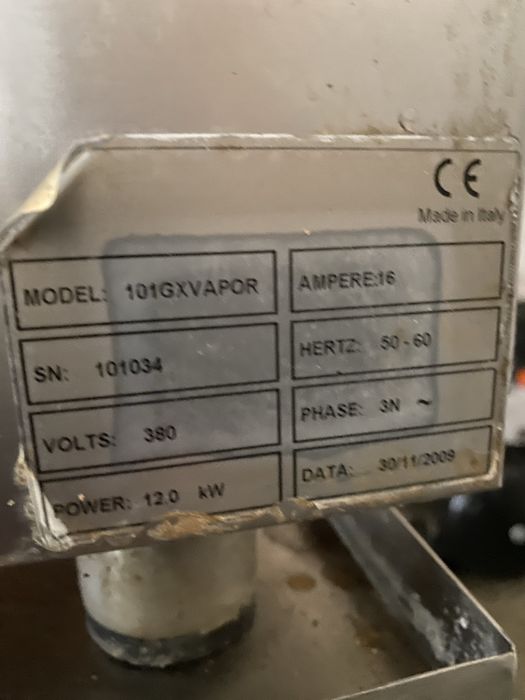 CE
Made in Italy
MODEL: 101GXVAPOR
AMPERE:16
SN: 101034
HERTZ: 50-60
VOLTS: 380
PHASE: 3N ~
POWER: 12.0 kW
DATA: 30/11/2009